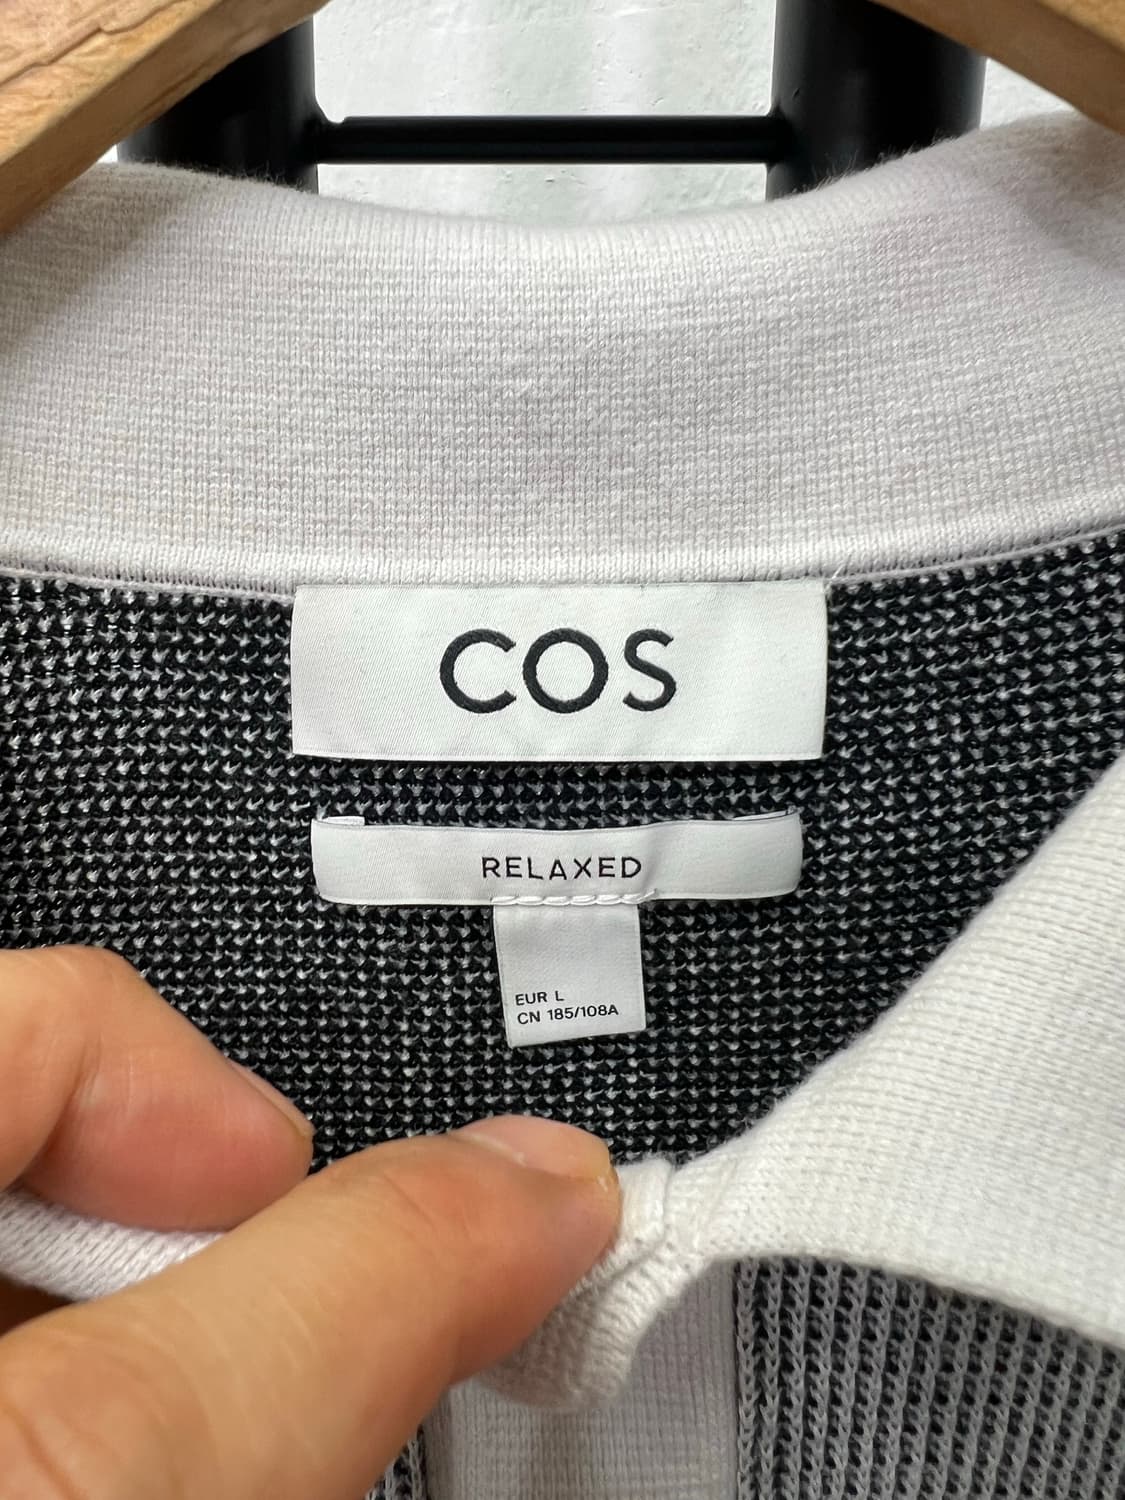 COS
RELAXED
EUR L
CN 185/108A